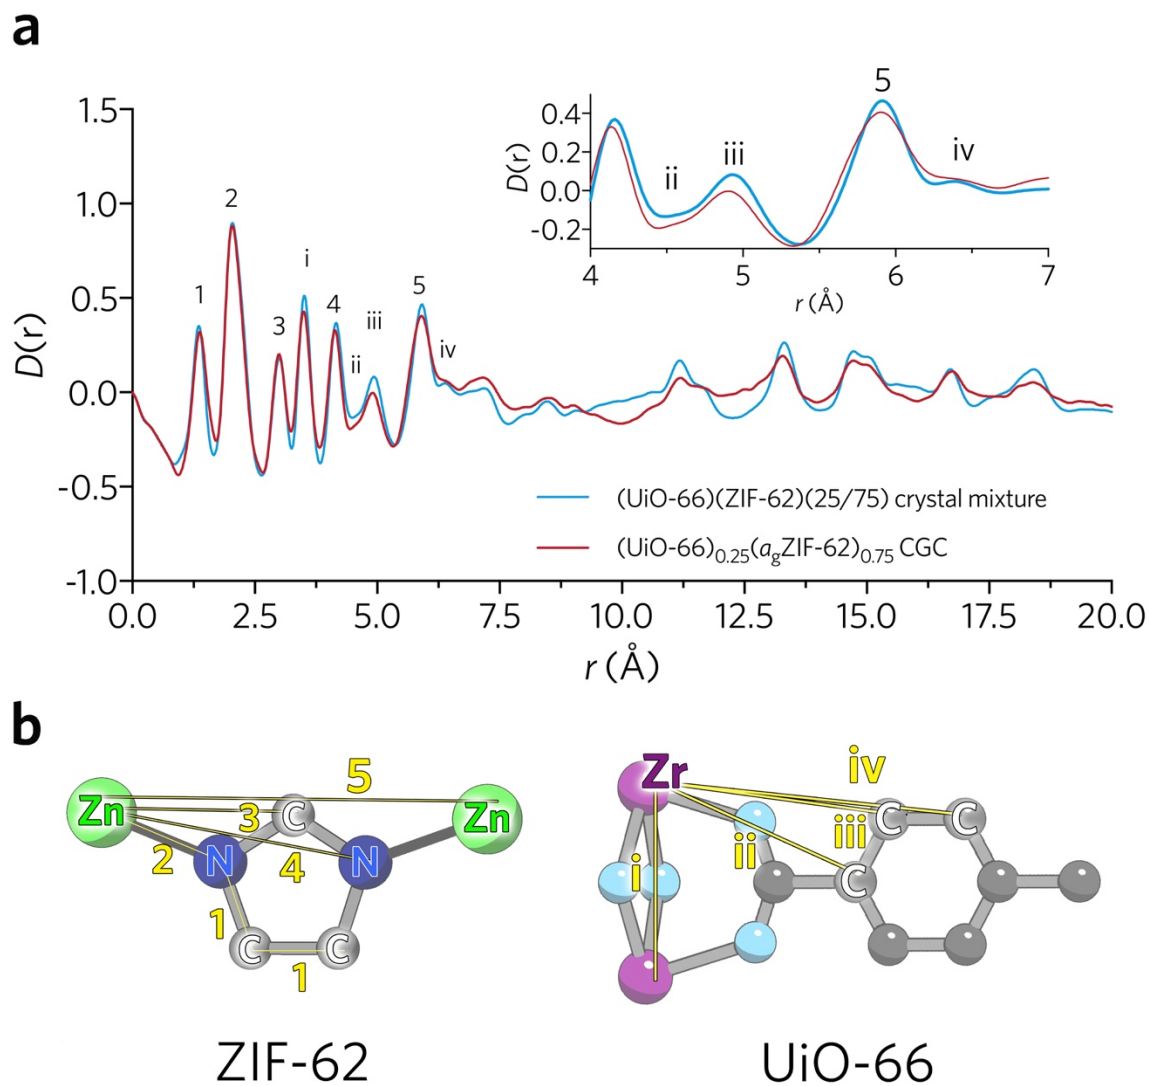 a
1.5
1.0
0.5
0.0
-0.5
-1.0
D(r)
0.0 2.5 5.0 7.5 10.0 12.5 15.0 17.5 20.0
r (Å)
1
2
3
i
4
ii
iii
5
iv
0.4
0.2
0.0
-0.2
D(r)
4 5 6 7
r (Å)
ii
iii
5
iv
(UiO-66)(ZIF-62)(25/75) crystal mixture
(UiO-66)0.25(agZIF-62)0.75 CGC
b
Zn
5
Zn
3
C
2
N
4
N
1
C
C
1
ZIF-62
Zr
iv
C
C
iii
ii
i
C
UiO-66